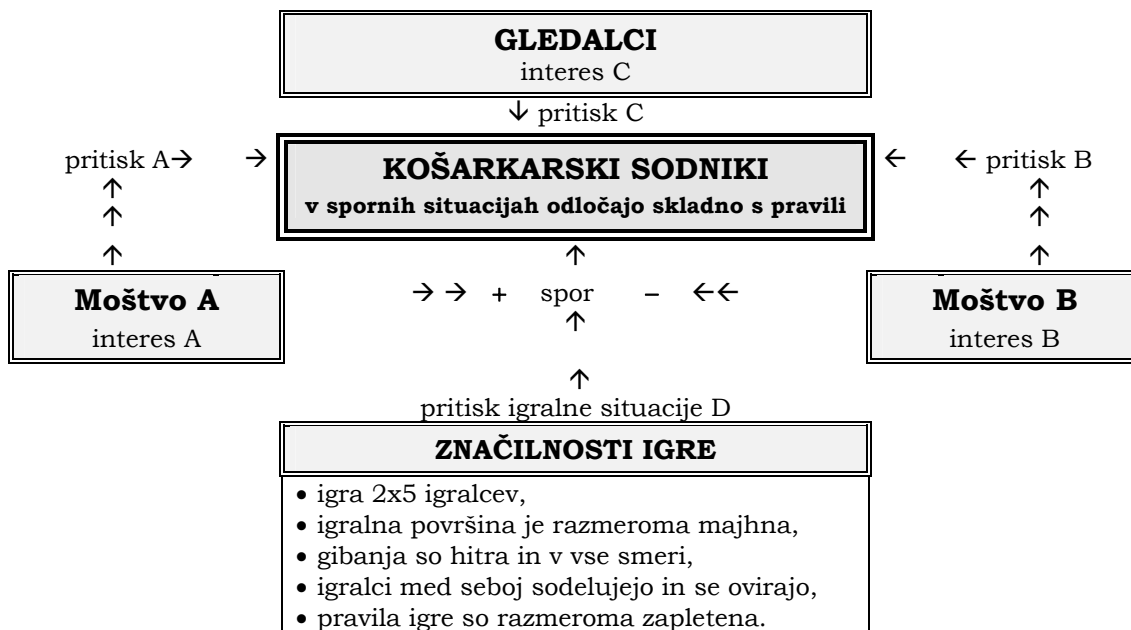 GLEDALCI
interes C
↓ pritisk C
pritisk A→ →
KOŠARKARSKI SODNIKI
v spornih situacijah odločajo skladno s pravili
← ← pritisk B
Moštvo A
interes A
→ → + spor – ←←
Moštvo B
interes B
pritisk igralne situacije D
ZNAČILNOSTI IGRE
• igra 2x5 igralcev,
• igralna površina je razmeroma majhna,
• gibanja so hitra in v vse smeri,
• igralci med seboj sodelujejo in se ovirajo,
• pravila igre so razmeroma zapletena.